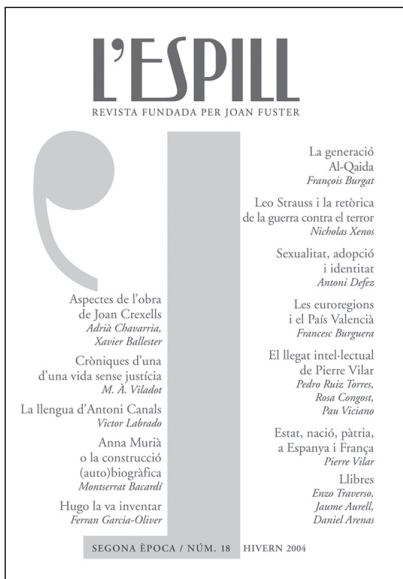 L'ESPILL
REVISTA FUNDADA PER JOAN FUSTER
La generació
Al-Qaida
François Burgat
Leo Strauss i la retòrica
de la guerra contra el terror
Nicholas Xenos
Sexualitat, adopció
i identitat
Antoni Defez
Les euroregions
i el País Valencià
Francesc Burguera
El llegat intel·lectual
de Pierre Vilar
Pedro Ruiz Torres,
Rosa Congost,
Pau Viciano
Estat, nació, pàtria,
a Espanya i França
Pierre Vilar
Llibres
Enzo Traverso,
Jaume Aurell,
Daniel Arenas
Aspectes de l'obra
de Joan Crexells
Adrià Chavarria,
Xavier Ballester
Cròniques d'una
d'una vida sense justícia
M. À. Viladot
La llengua d'Antoni Canals
Victor Labrado
Anna Murià
o la construcció
(auto)biogràfica
Montserrat Bacardí
Hugo la va inventar
Ferran Garcia-Oliver
SEGONA ÈPOCA / NÚM. 18 HIVERN 2004